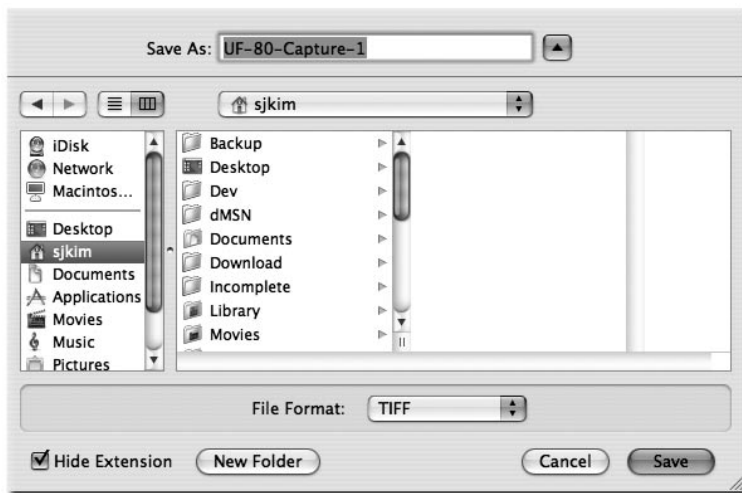 Save As: UF-80-Capture-1
sjkim
iDisk
Network
Macintos...
Desktop
sjkim
Documents
Applications
Movies
Music
Pictures
Backup
Desktop
Dev
dMSN
Documents
Download
Incomplete
Library
Movies
File Format: TIFF
Hide Extension New Folder Cancel Save